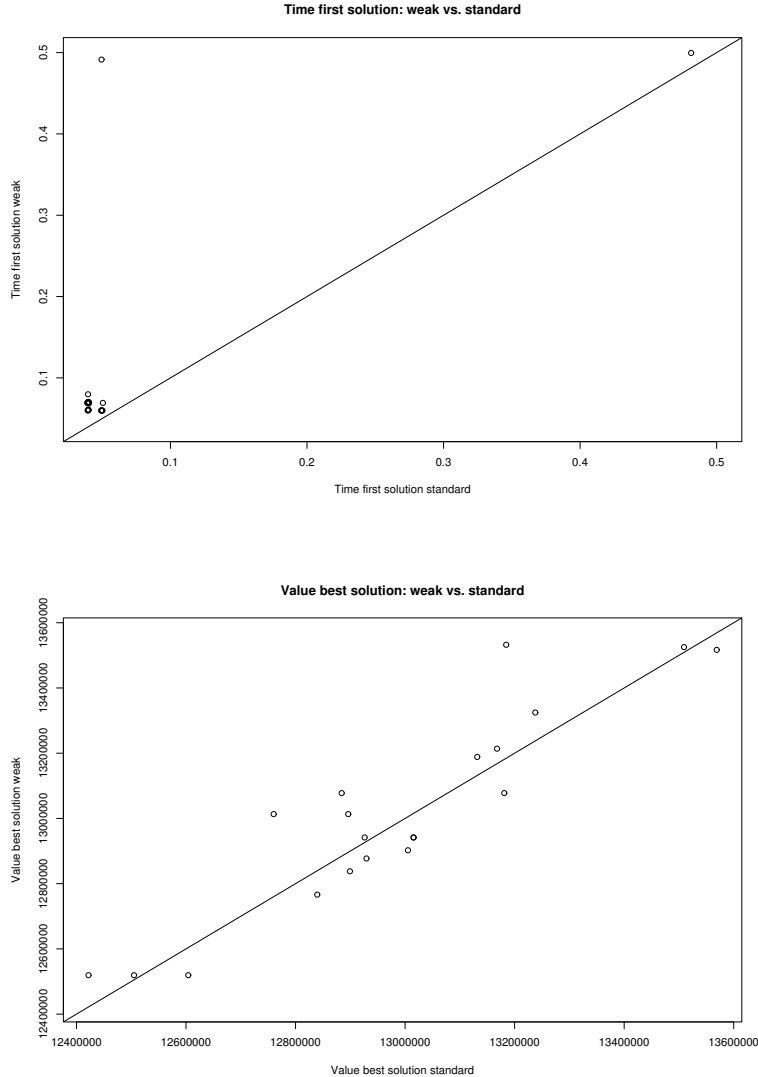 Time first solution: weak vs. standard
0.5
0.4
0.3
0.2
0.1
Time first solution weak
0.1 0.2 0.3 0.4 0.5
Time first solution standard
Value best solution: weak vs. standard
13600000
13400000
13200000
13000000
12800000
12600000
12400000
Value best solution weak
12400000 12600000 12800000 13000000 13200000 13400000 13600000
Value best solution standard